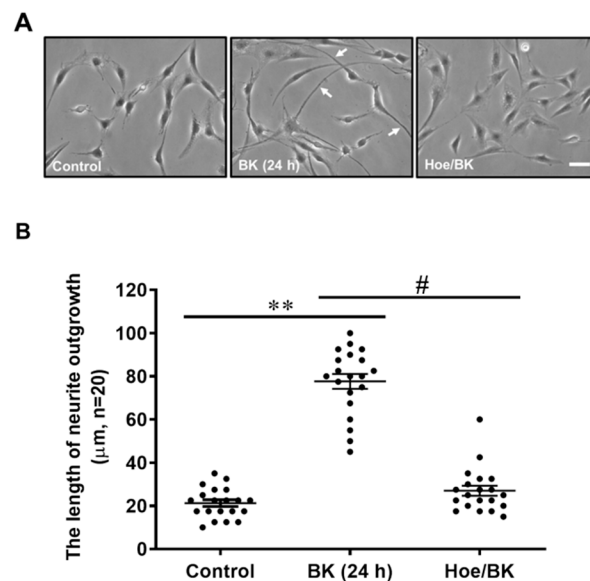 A
Control
BK (24 h)
Hoe/BK
B
The length of neurite outgrowth
(μm, n=20)
120
100
80
60
40
20
0
**
#
Control
BK (24 h)
Hoe/BK